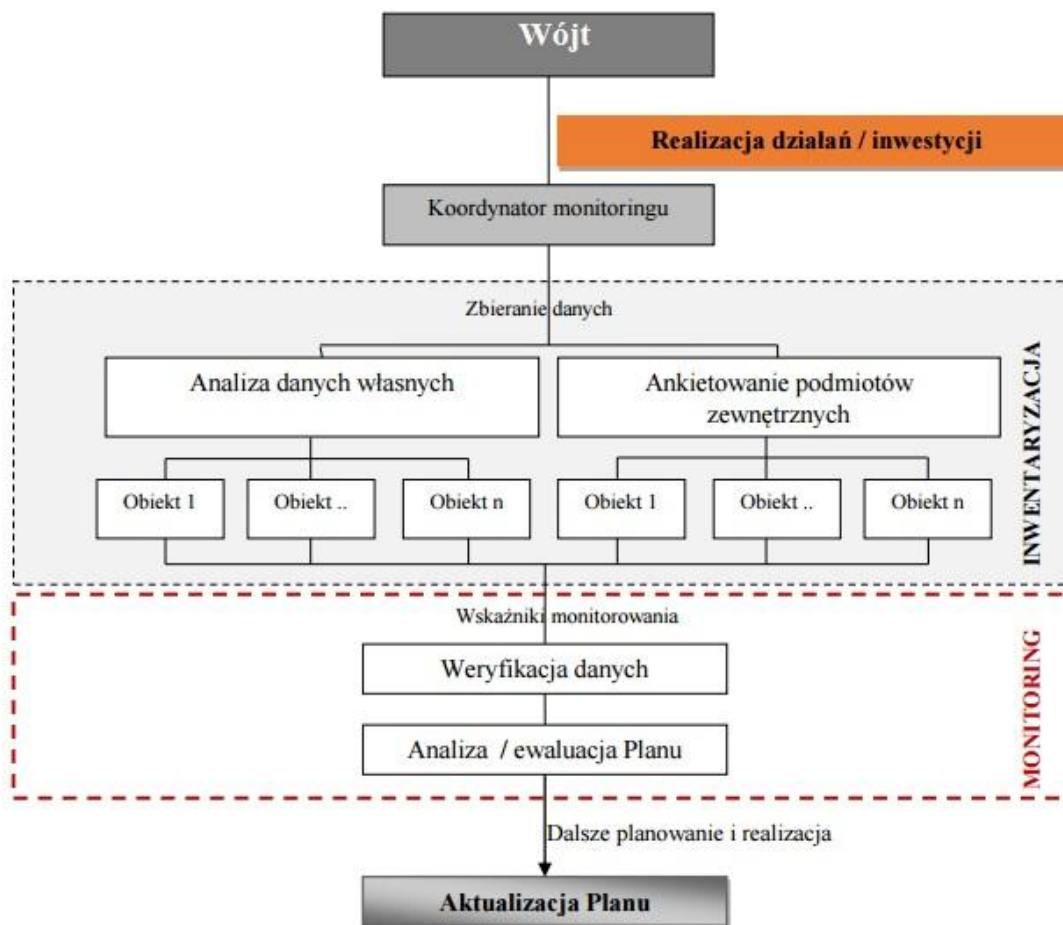 Wójt
Realizacja działań / inwestycji
Koordynator monitoringu
Zbieranie danych
Analiza danych własnych
Ankietowanie podmiotów
zewnętrznych
Obiekt 1
Obiekt ..
Obiekt n
Obiekt 1
Obiekt ..
Obiekt n
INWENTARYZACJA
Wskaźniki monitorowania
Weryfikacja danych
Analiza / ewaluacja Planu
MONITORING
Dalsze planowanie i realizacja
Aktualizacja Planu